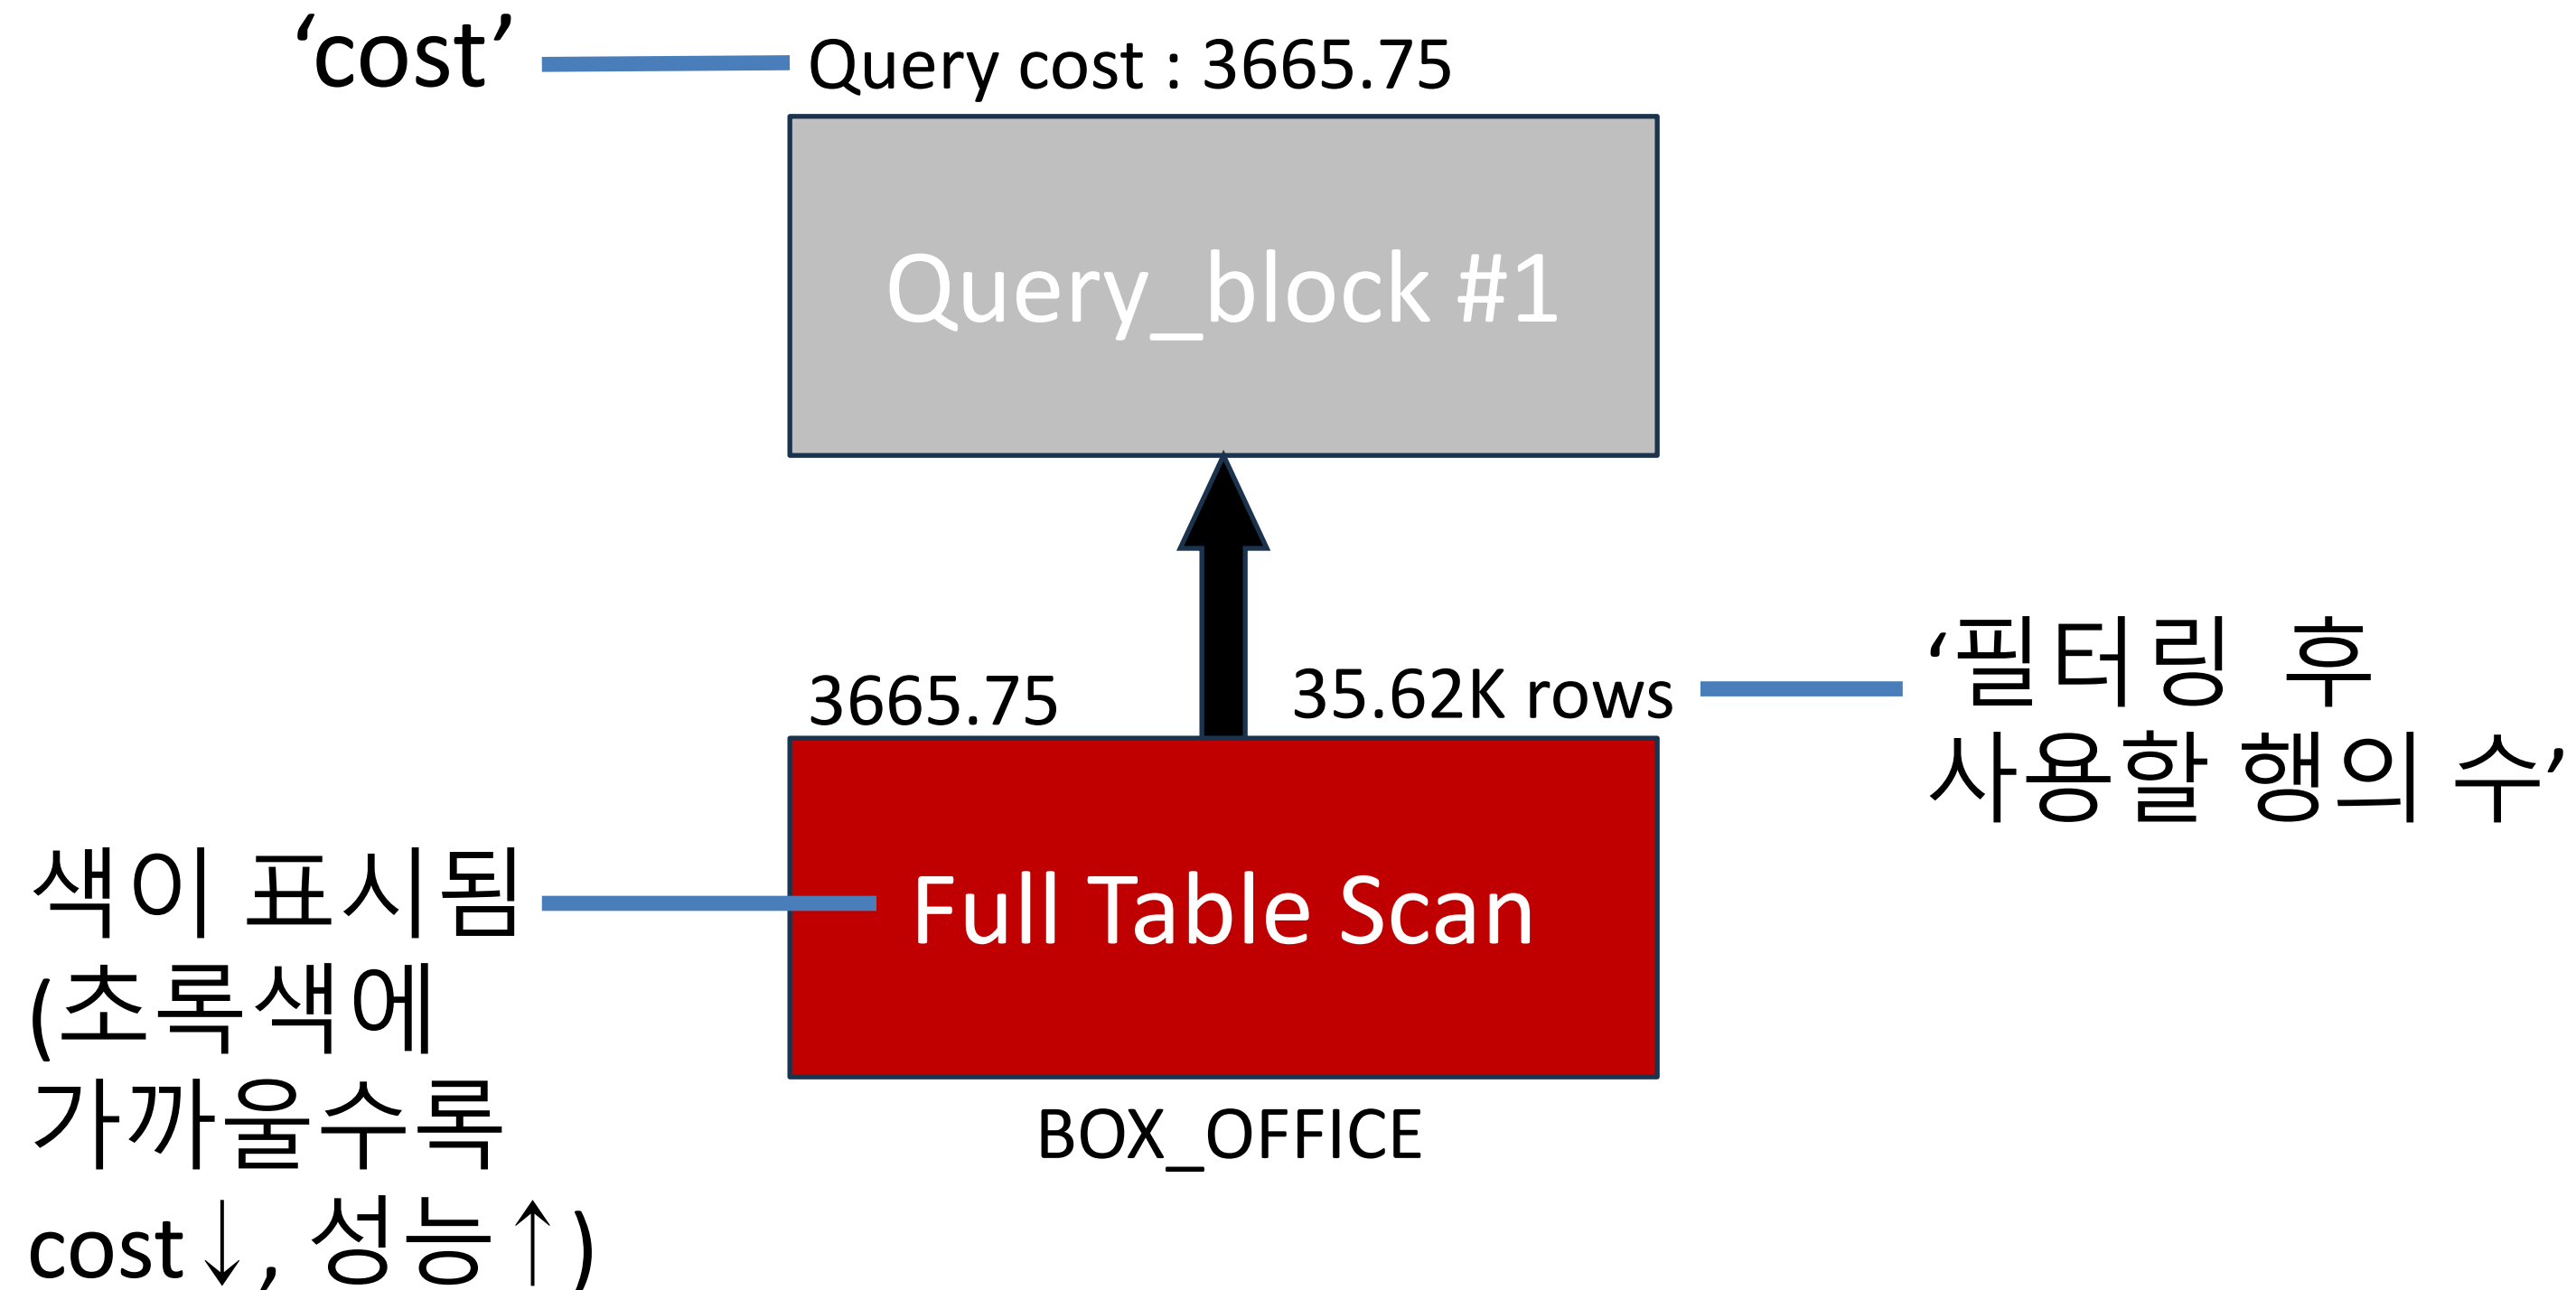 ‘cost’
Query cost : 3665.75
Query_block #1
3665.75
35.62K rows
‘필터링 후
사용할 행의 수’
색이 표시됨
(초록색에
가까울수록
cost↓, 성능↑)
Full Table Scan
BOX_OFFICE